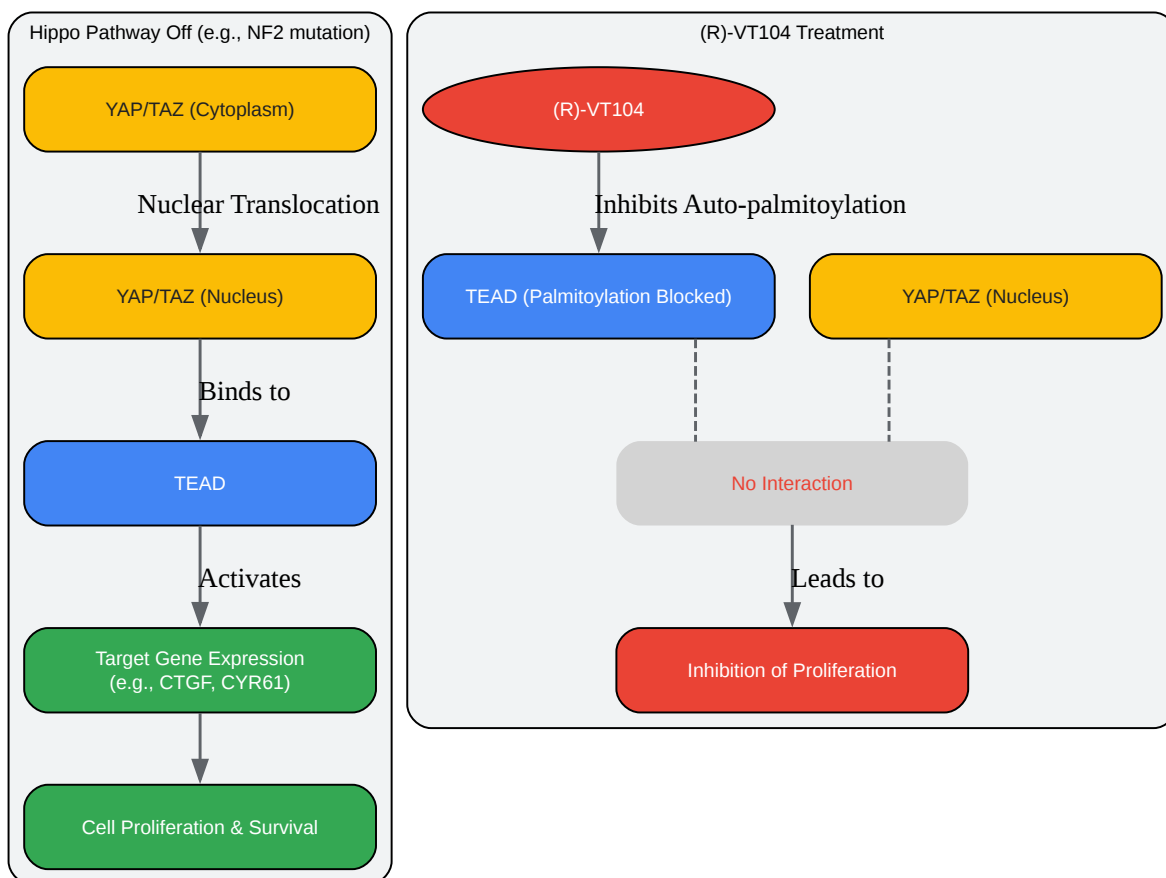 Hippo Pathway Off (e.g., NF2 mutation)
YAP/TAZ (Cytoplasm)
Nuclear Translocation
YAP/TAZ (Nucleus)
Binds to
TEAD
Activates
Target Gene Expression
(e.g., CTGF, CYR61)
Cell Proliferation & Survival
(R)-VT104 Treatment
(R)-VT104
Inhibits Auto-palmitoylation
TEAD (Palmitoylation Blocked)
YAP/TAZ (Nucleus)
No Interaction
Leads to
Inhibition of Proliferation